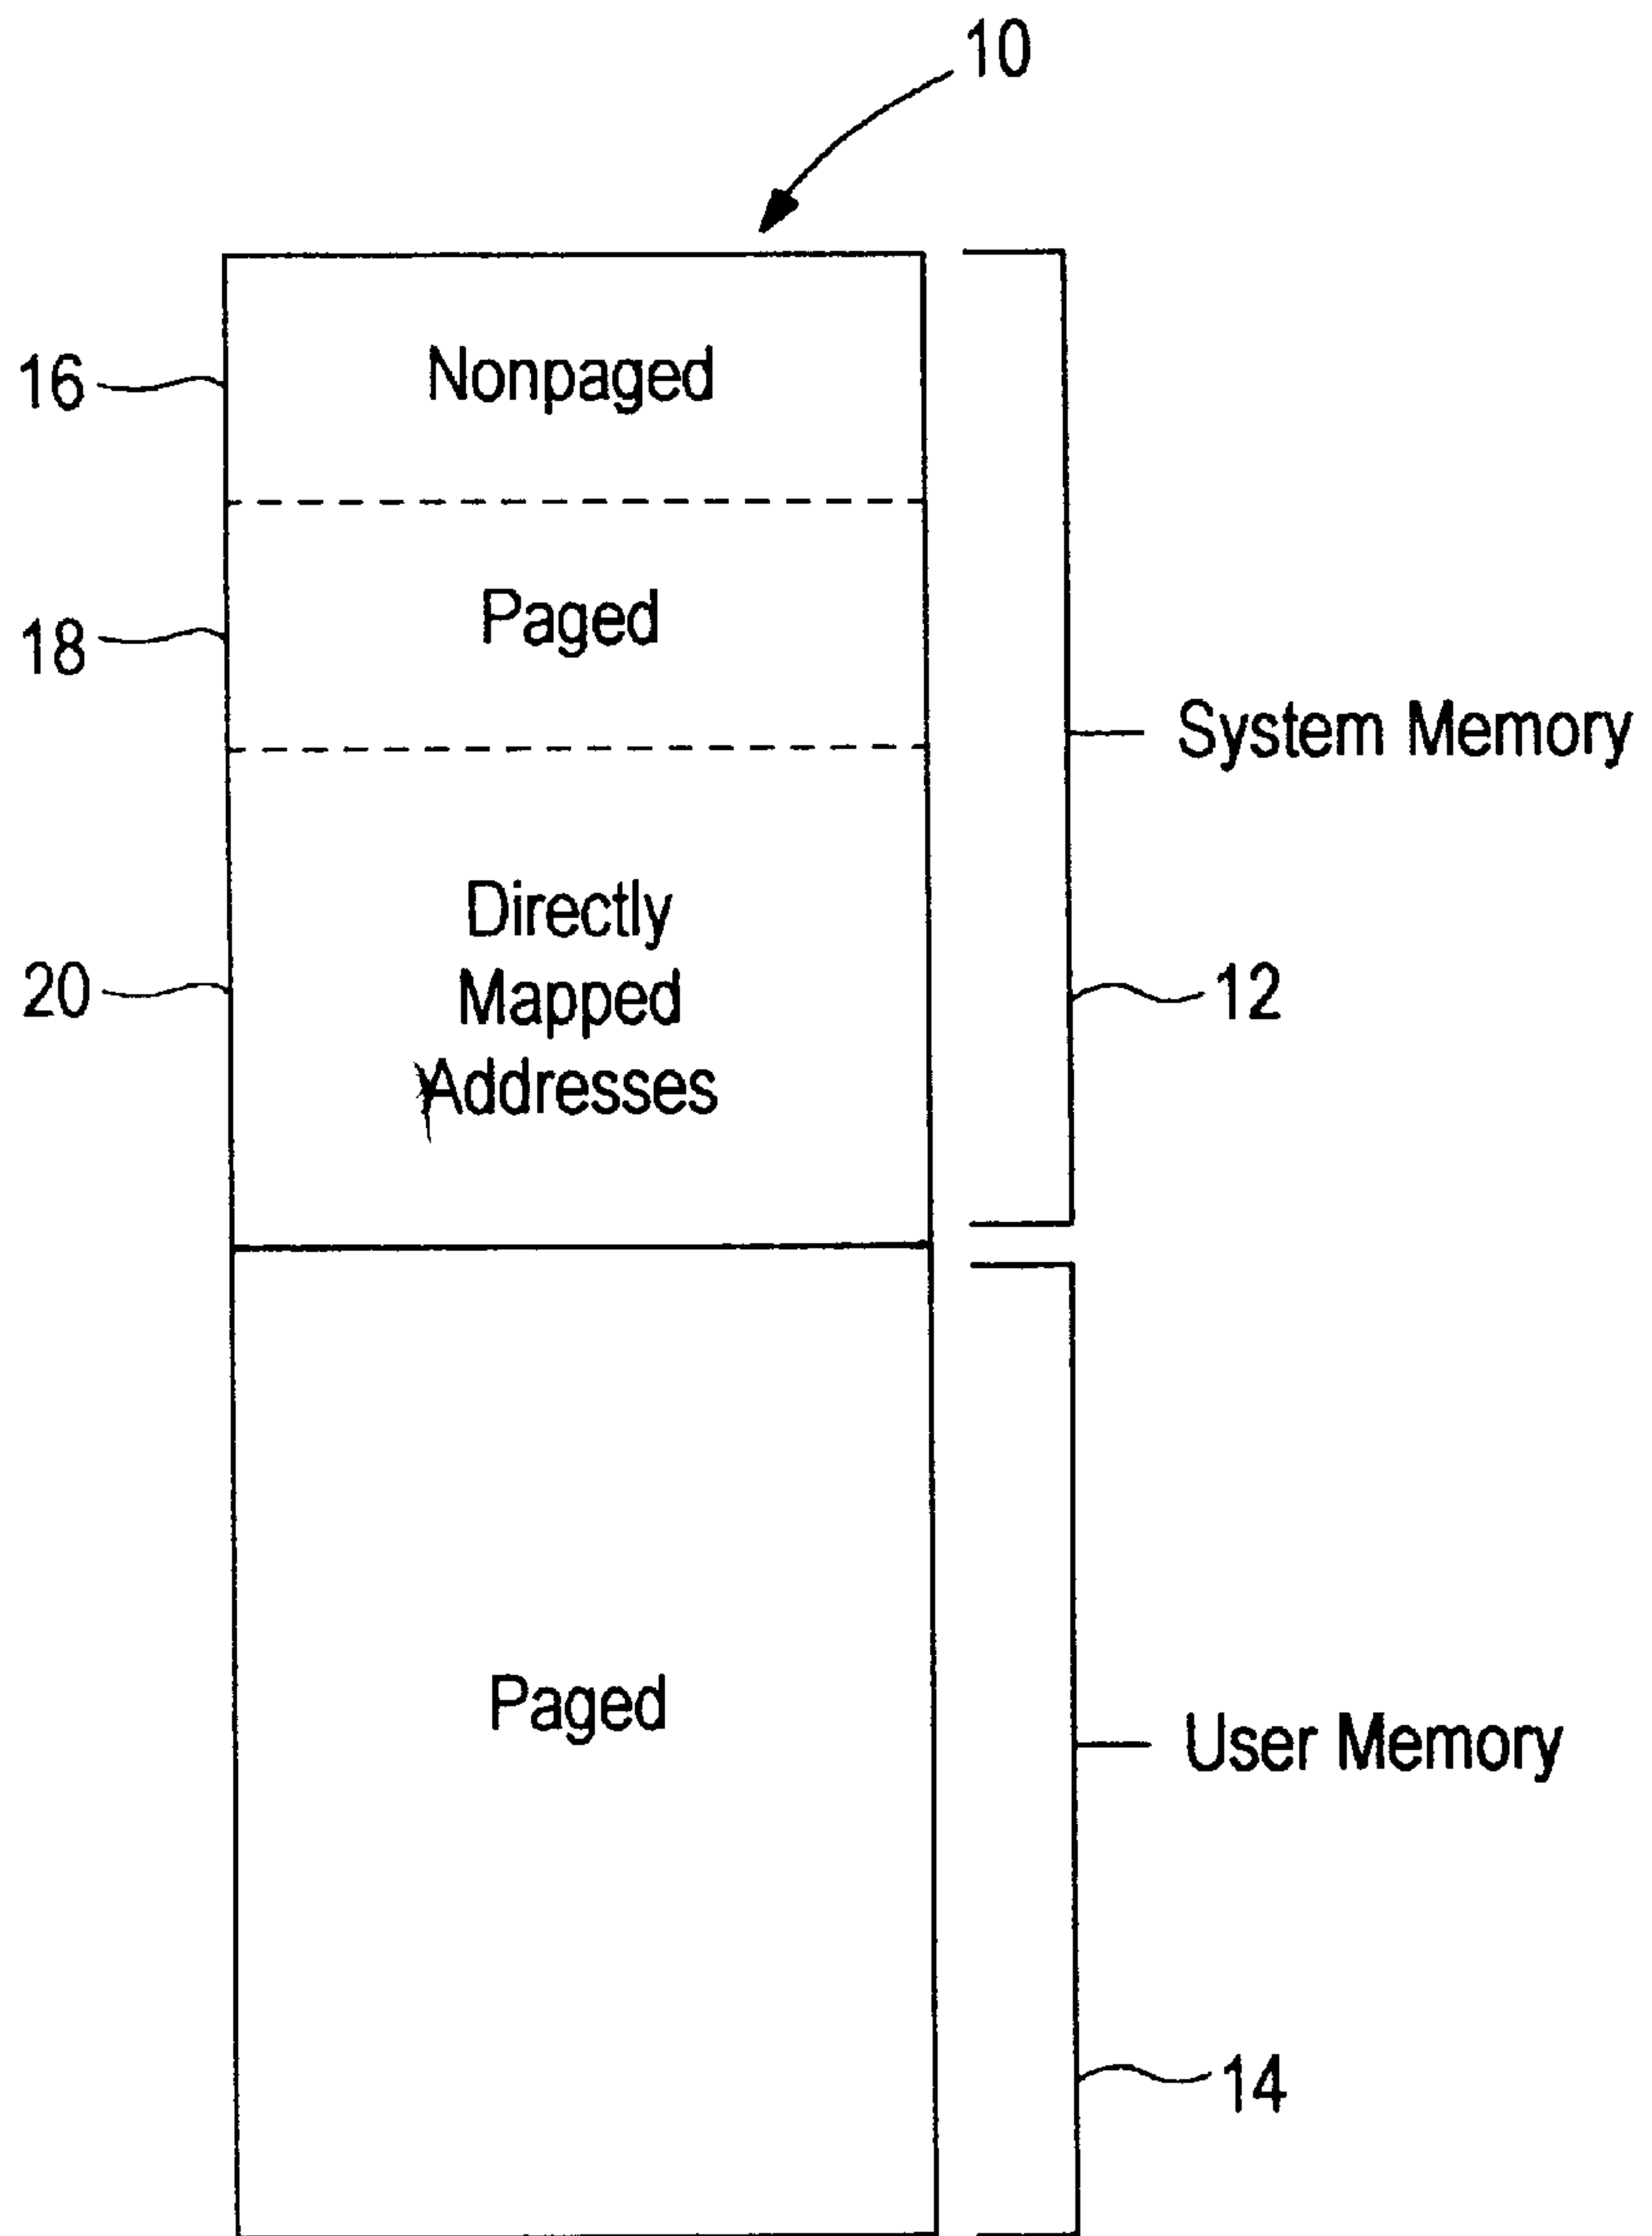 10
16
Nonpaged
18
Paged
System Memory
20
Directly
Mapped
Addresses
12
Paged
User Memory
14